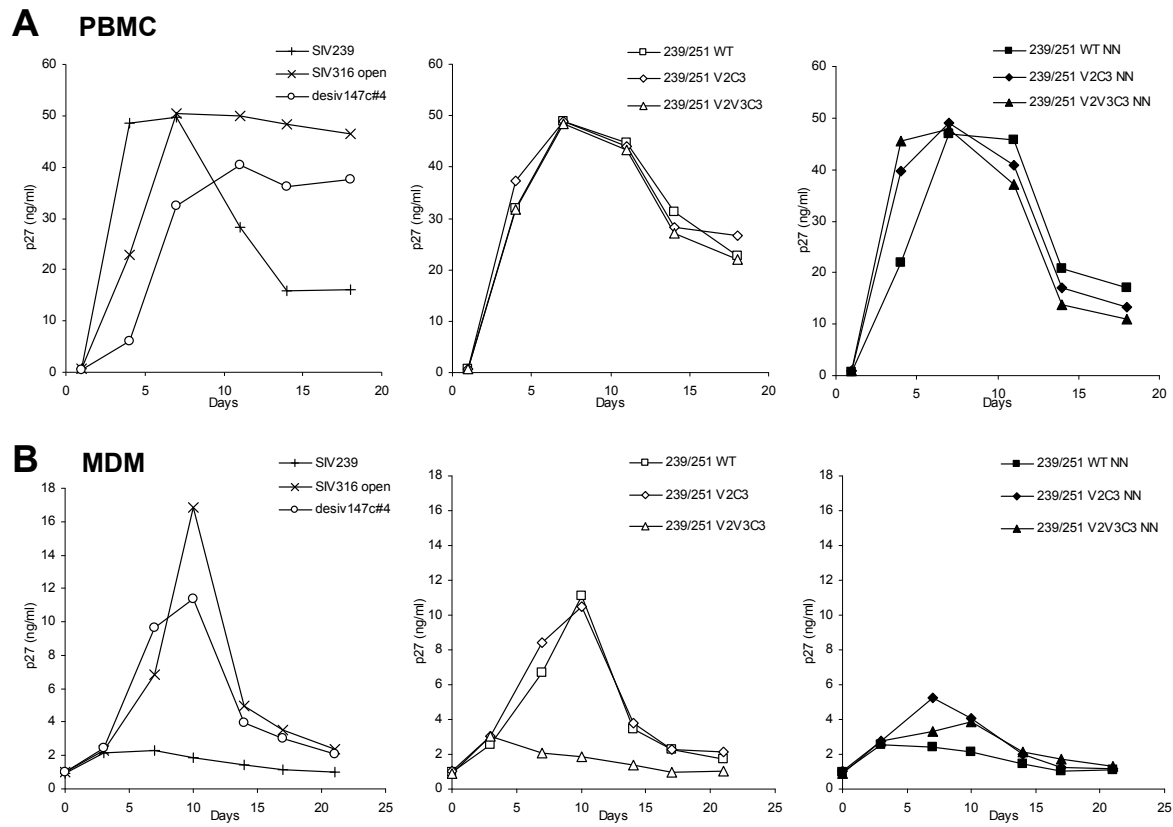 A PBMC
SIV239
SIV316 open
desiv147c#4
60
50
40
30
20
10
0
p27 (ng/ml)
0 5 10 15 20
Days
239/251 WT
239/251 V2C3
239/251 V2V3C3
60
50
40
30
20
10
0
p27 (ng/ml)
0 5 10 15 20
Days
239/251 WT NN
239/251 V2C3 NN
239/251 V2V3C3 NN
60
50
40
30
20
10
0
p27 (ng/ml)
0 5 10 15 20
Days
B MDM
SIV239
SIV316 open
desiv147c#4
18
16
14
12
10
8
6
4
2
0
p27 (ng/ml)
0 5 10 15 20 25
Days
239/251 WT
239/251 V2C3
239/251 V2V3C3
18
16
14
12
10
8
6
4
2
0
p27 (ng/ml)
0 5 10 15 20 25
Days
239/251 WT NN
239/251 V2C3 NN
239/251 V2V3C3 NN
18
16
14
12
10
8
6
4
2
0
p27 (ng/ml)
0 5 10 15 20 25
Days